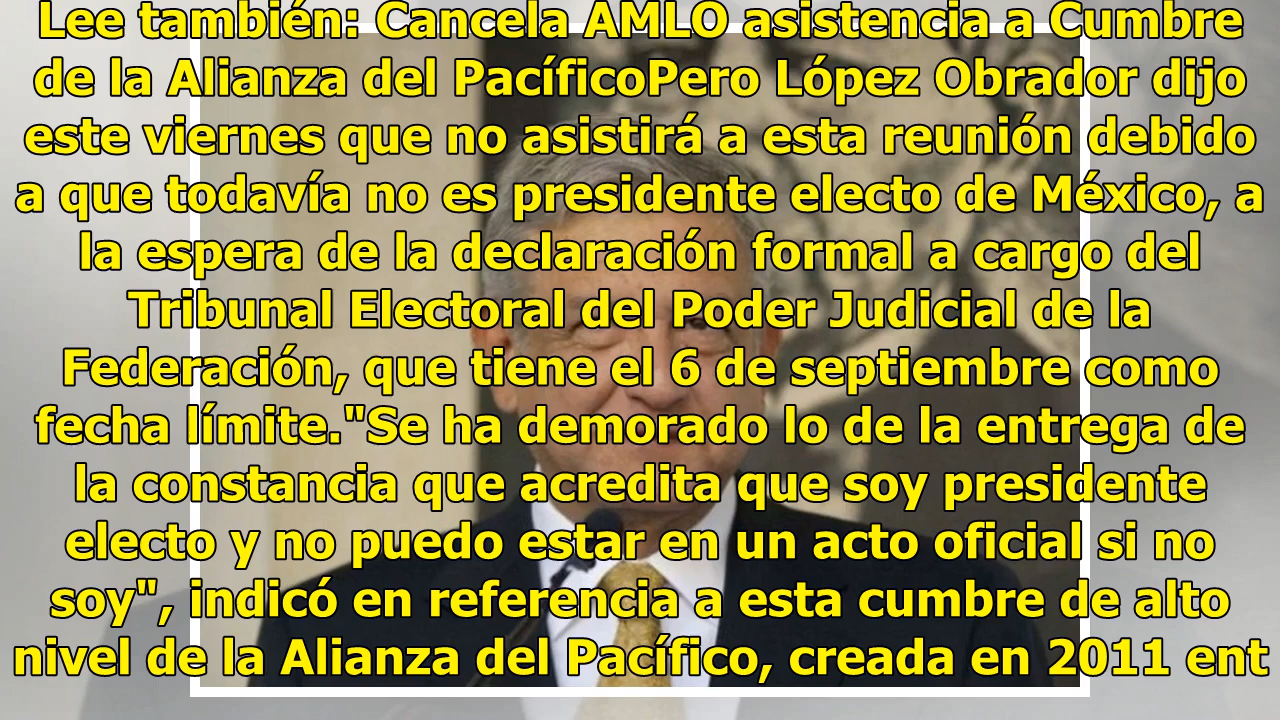 Lee también: Cancela AMLO asistencia a Cumbre
de la Alianza del PacíficoPero López Obrador dijo
este viernes que no asistirá a esta reunión debido
a que todavía no es presidente electo de México, a
la espera de la declaración formal a cargo del
Tribunal Electoral del Poder Judicial de la
Federación, que tiene el 6 de septiembre como
fecha límite."Se ha demorado lo de la entrega de
la constancia que acredita que soy presidente
electo y no puedo estar en un acto oficial si no
soy", indicó en referencia a esta cumbre de alto
nivel de la Alianza del Pacífico, creada en 2011 ent